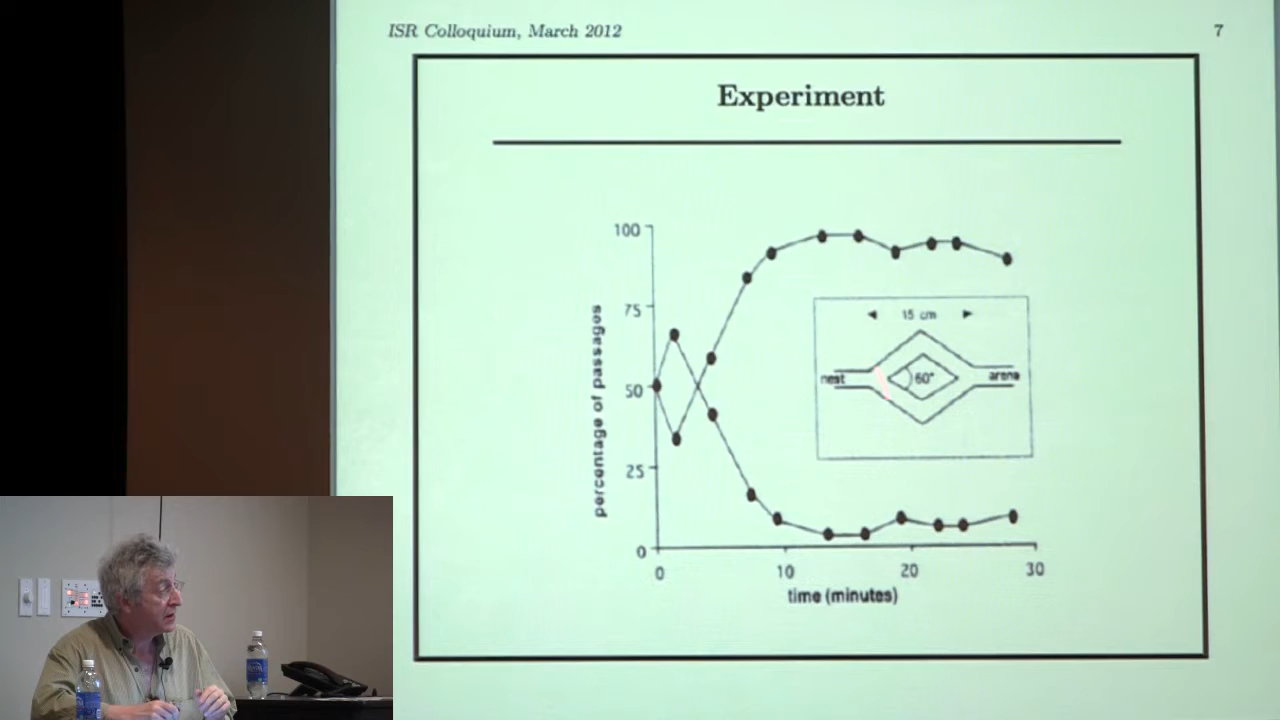 ISR Colloquium, March 2012
7
Experiment
100
75
50
25
0
percentage of passages
0
10
20
30
time (minutes)
15 cm
nest
60°
arena